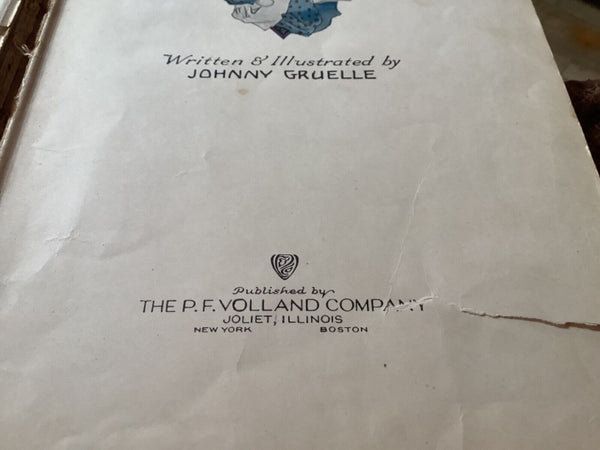 Written & Illustrated by
JOHNNY GRUELLE
Published by
THE P. F. VOLLAND COMPANY
JOLIET, ILLINOIS
NEW YORK BOSTON